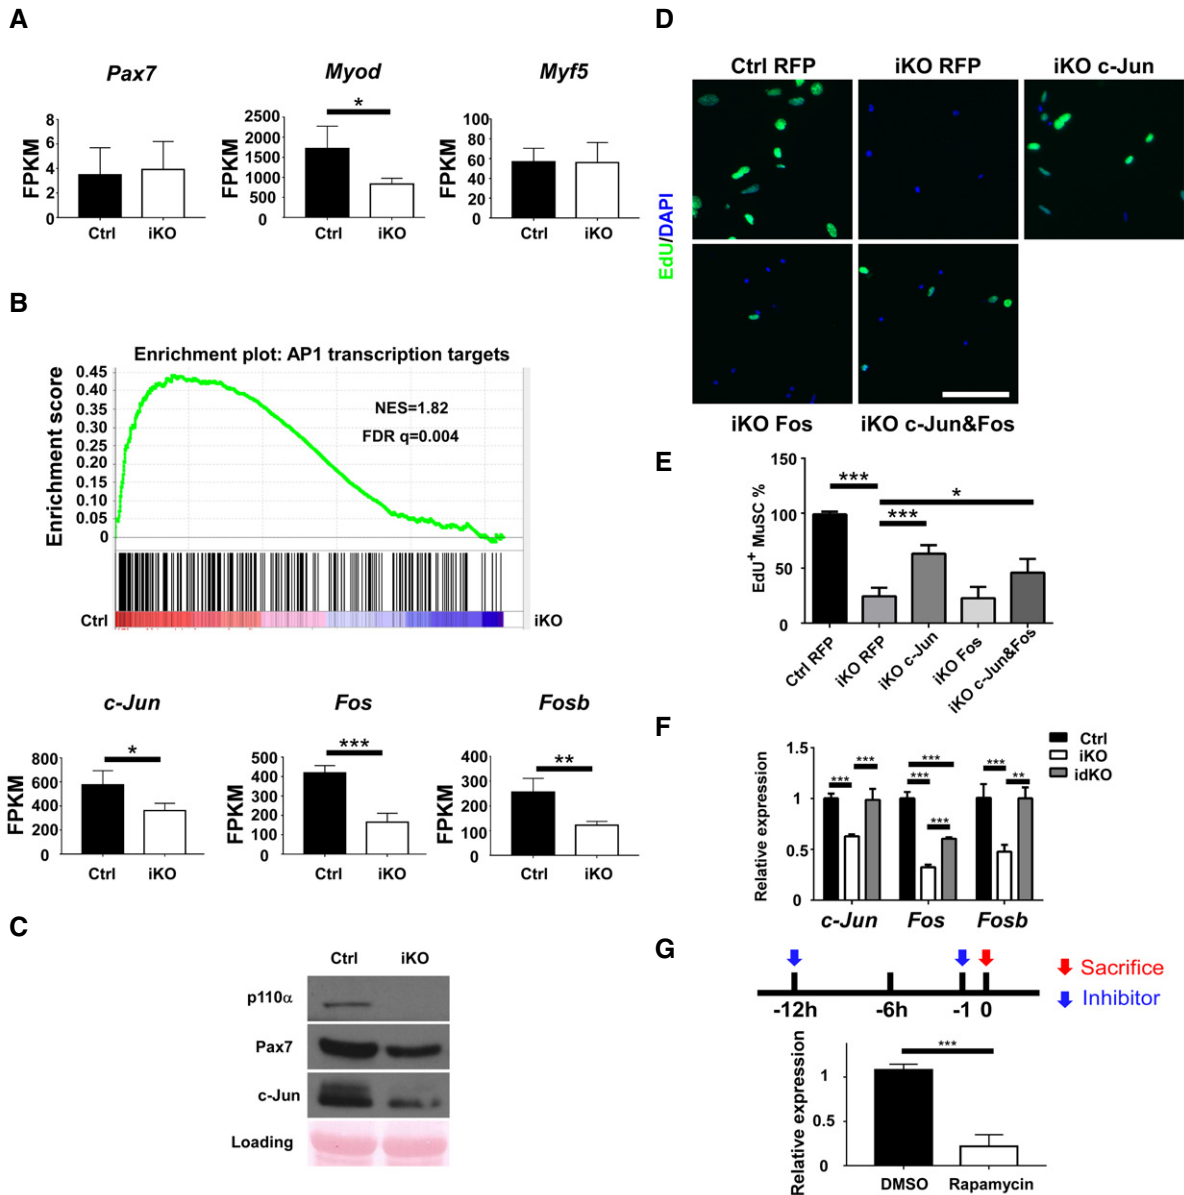 A
Pax7
Myod
Myf5
*
FPKM
8
6
4
2
0
Ctrl
iKO
FPKM
2500
2000
1500
1000
500
0
Ctrl
iKO
FPKM
100
80
60
40
20
0
Ctrl
iKO
B
Enrichment plot: AP1 transcription targets
Enrichment score
0.45
0.40
0.35
0.30
0.25
0.20
0.15
0.10
0.05
0
NES=1.82
FDR q=0.004
Ctrl
iKO
c-Jun
Fos
Fosb
*
***
**
FPKM
800
600
400
200
0
Ctrl
iKO
FPKM
500
400
300
200
100
0
Ctrl
iKO
FPKM
400
300
200
100
0
Ctrl
iKO
C
Ctrl
iKO
p110α
Pax7
c-Jun
Loading
D
Ctrl RFP
iKO RFP
iKO c-Jun
EdU/DAPI
iKO Fos
iKO c-Jun&Fos
E
EdU+ MuSC %
150
100
50
0
***
***
*
Ctrl RFP
iKO RFP
iKO c-Jun
iKO Fos
iKO c-Jun&Fos
F
Relative expression
1.5
1
0.5
0
***
***
***
***
***
***
**
Ctrl
iKO
idKO
c-Jun
Fos
Fosb
G
-12h
-6h
-1
0
Sacrifice
Inhibitor
Relative expression
1
0.5
0
***
DMSO
Rapamycin